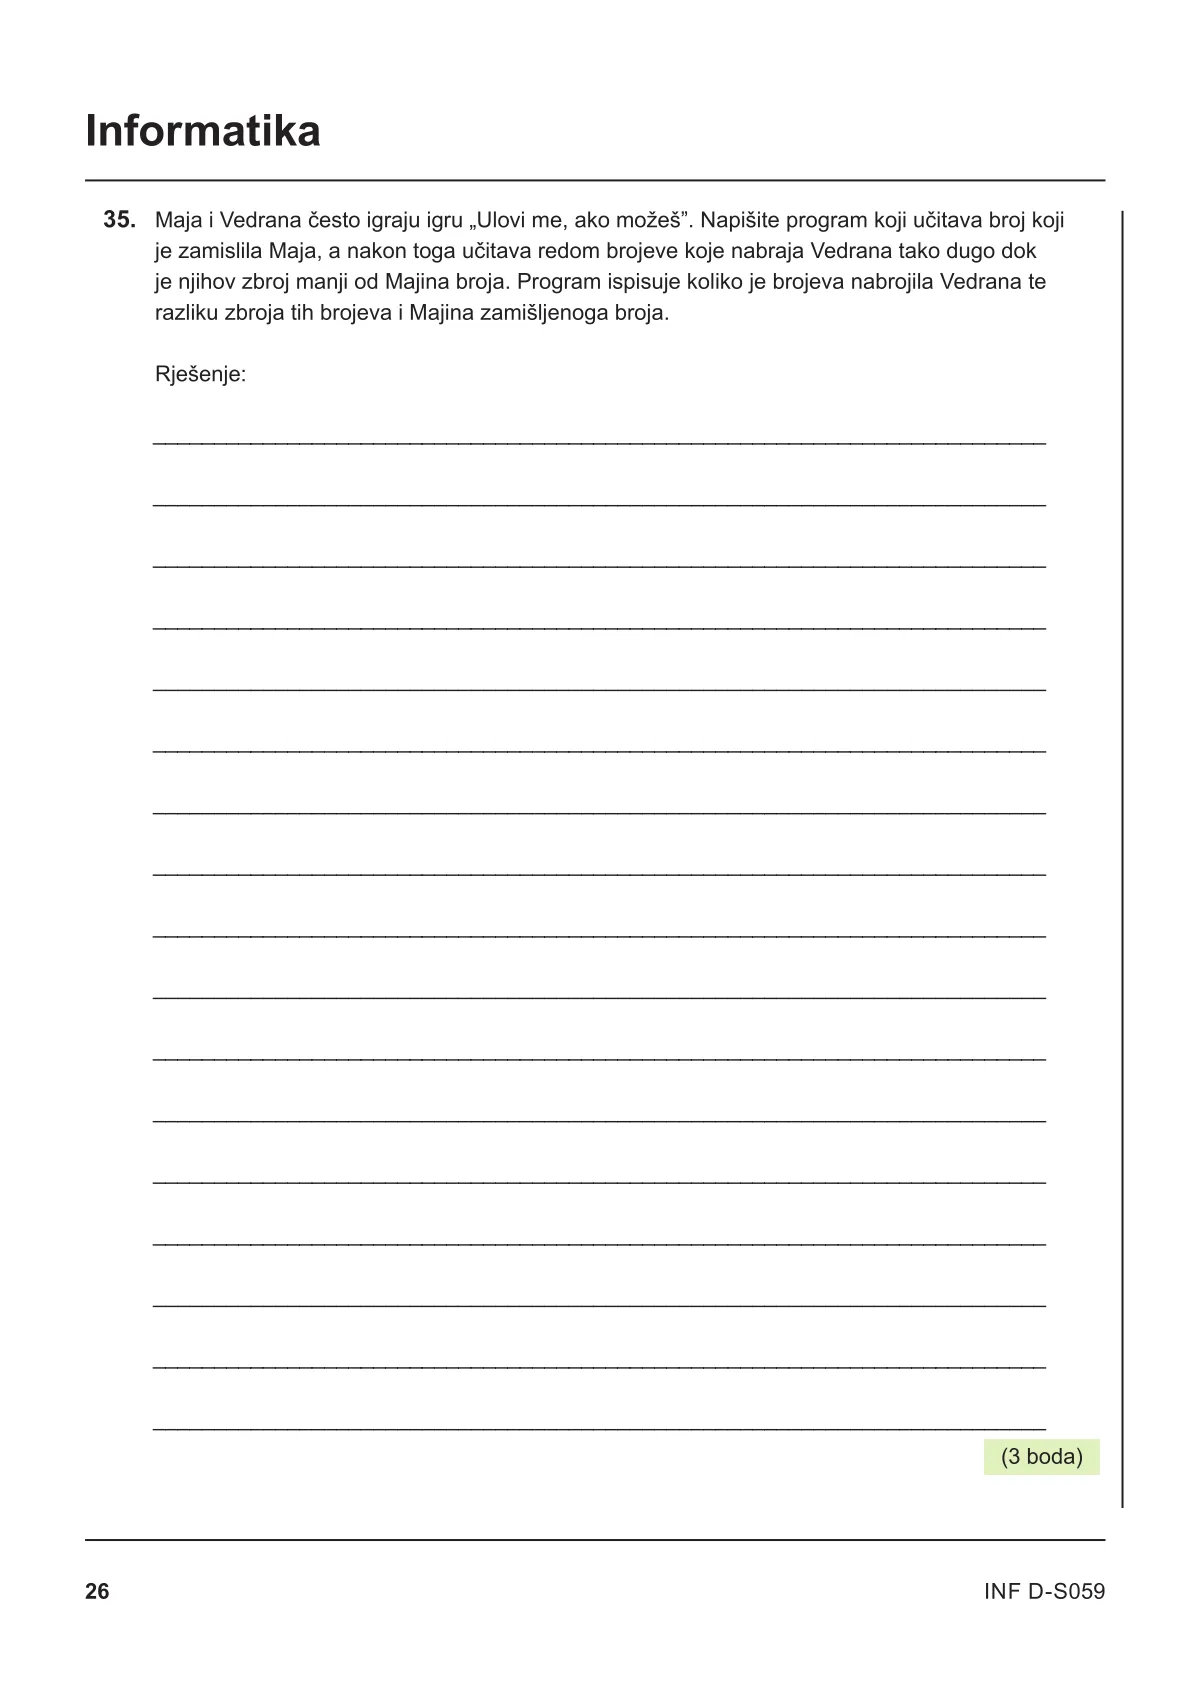 Informatika
35. Maja i Vedrana često igraju igru „Ulovi me, ako možeš”. Napišite program koji učitava broj koji
je zamislila Maja, a nakon toga učitava redom brojeve koje nabraja Vedrana tako dugo dok
je njihov zbroj manji od Majina broja. Program ispisuje koliko je brojeva nabrojila Vedrana te
razliku zbroja tih brojeva i Majina zamišljenoga broja.
Rješenje:
(3 boda)
26
INF D-S059